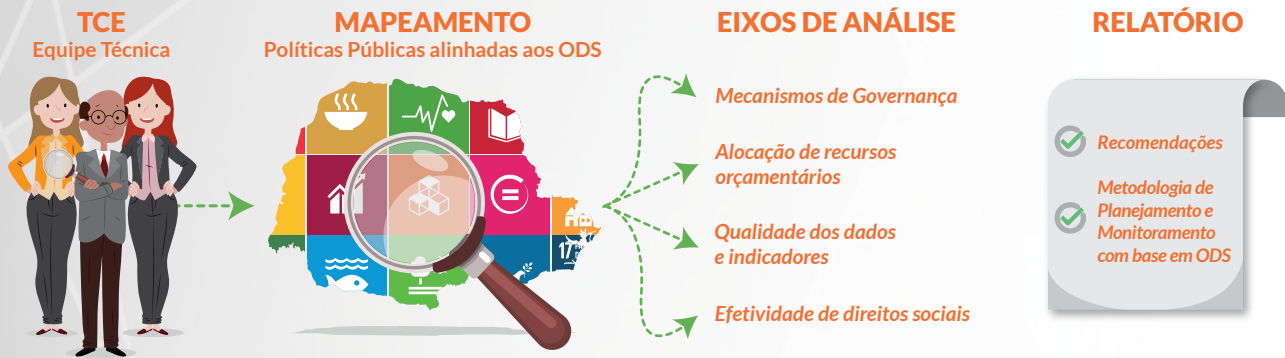 TCE
Equipe Técnica
MAPEAMENTO
Políticas Públicas alinhadas aos ODS
EIXOS DE ANÁLISE
Mecanismos de Governança
Alocação de recursos
orçamentários
Qualidade dos dados
e indicadores
Efetividade de direitos sociais
RELATÓRIO
Recomendações
Metodologia de
Planejamento e
Monitoramento
com base em ODS
17